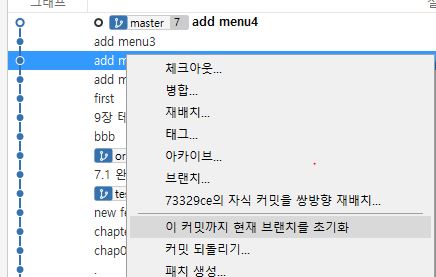 그래프
master 7 add menu4
add menu3
add m
add m
first
9장 테
bbb
or
7.1 완
tes
new fe
chapte
chap0
체크아웃...
병합...
재배치...
태그...
아카이브...
브랜치...
73329ce의 자식 커밋을 쌍방향 재배치...
이 커밋까지 현재 브랜치를 초기화
커밋 되돌리기...
패치 생성...